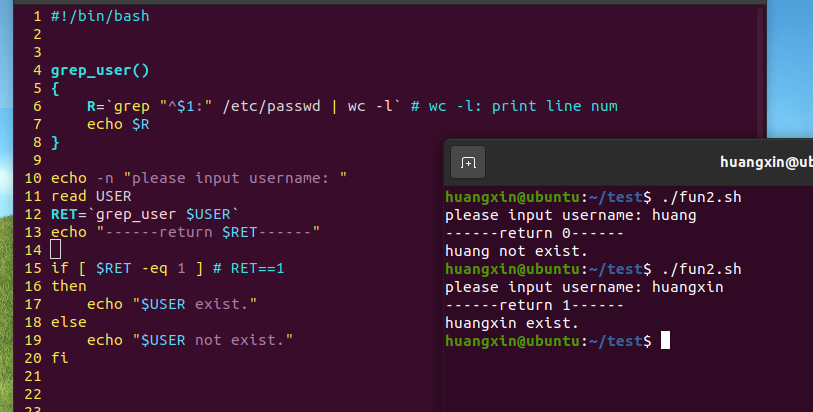 1 #!/bin/bash
2
3
4 grep_user()
5 {
6     R=`grep "^$1:" /etc/passwd | wc -l` # wc -l: print line num
7     echo $R
8 }
9
10 echo -n "please input username: "
11 read USER
12 RET=`grep_user $USER`
13 echo "------return $RET------"
14
15 if [ $RET -eq 1 ] # RET==1
16 then
17     echo "$USER exist."
18 else
19     echo "$USER not exist."
20 fi
21
22
23
huangxin@ub
huangxin@ubuntu:~/test$ ./fun2.sh
please input username: huang
------return 0------
huang not exist.
huangxin@ubuntu:~/test$ ./fun2.sh
please input username: huangxin
------return 1------
huangxin exist.
huangxin@ubuntu:~/test$